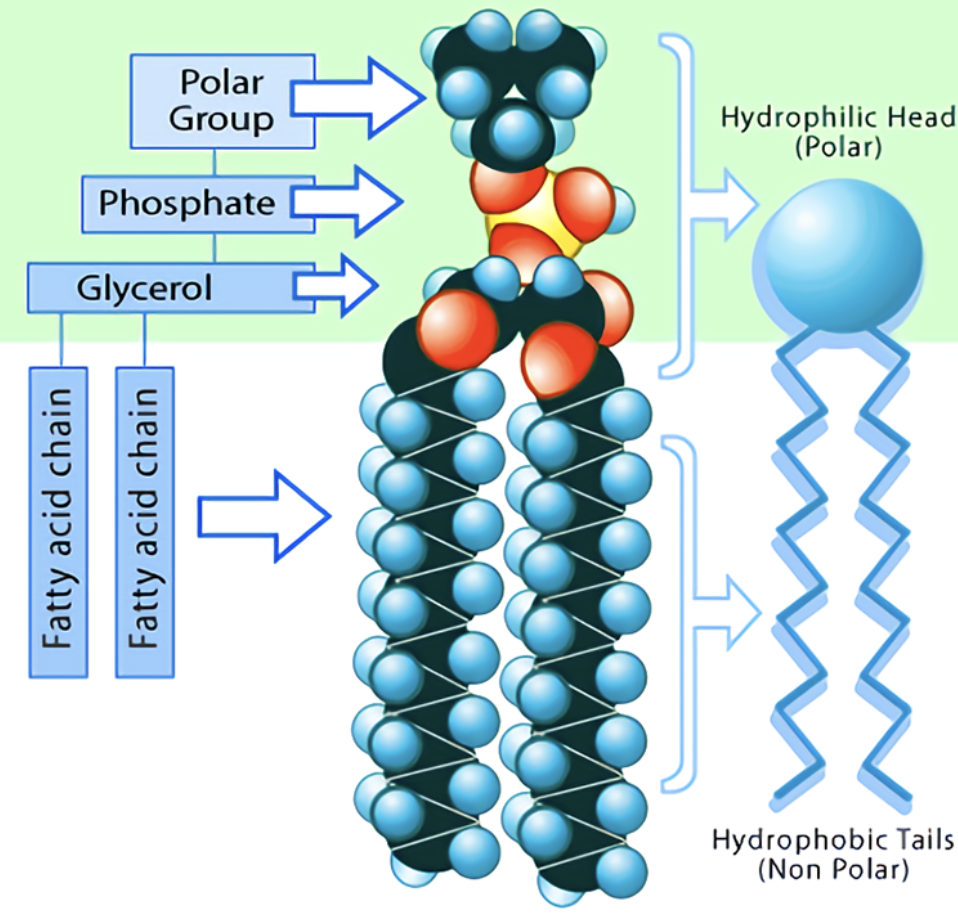 Polar
Group
Phosphate
Glycerol
Fatty acid chain
Fatty acid chain
Hydrophilic Head
(Polar)
Hydrophobic Tails
(Non Polar)